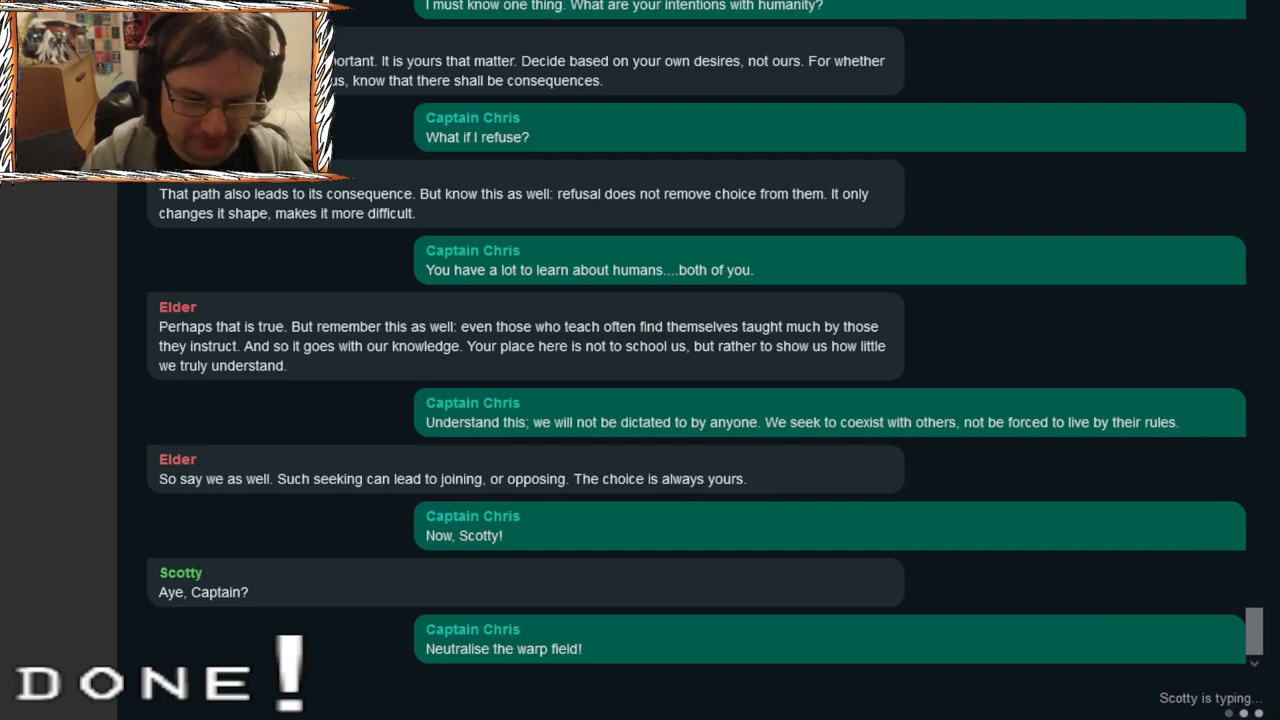 I must know one thing. What are your intentions with humanity?
ortant. It is yours that matter. Decide based on your own desires, not ours. For whether
us, know that there shall be consequences.
Captain Chris
What if I refuse?
That path also leads to its consequence. But know this as well: refusal does not remove choice from them. It only
changes it shape, makes it more difficult.
Captain Chris
You have a lot to learn about humans....both of you.
Elder
Perhaps that is true. But remember this as well: even those who teach often find themselves taught much by those
they instruct. And so it goes with our knowledge. Your place here is not to school us, but rather to show us how little
we truly understand.
Captain Chris
Understand this; we will not be dictated to by anyone. We seek to coexist with others, not be forced to live by their rules.
Elder
So say we as well. Such seeking can lead to joining, or opposing. The choice is always yours.
Captain Chris
Now, Scotty!
Scotty
Aye, Captain?
Captain Chris
Neutralise the warp field!
DONE!
Scotty is typing...